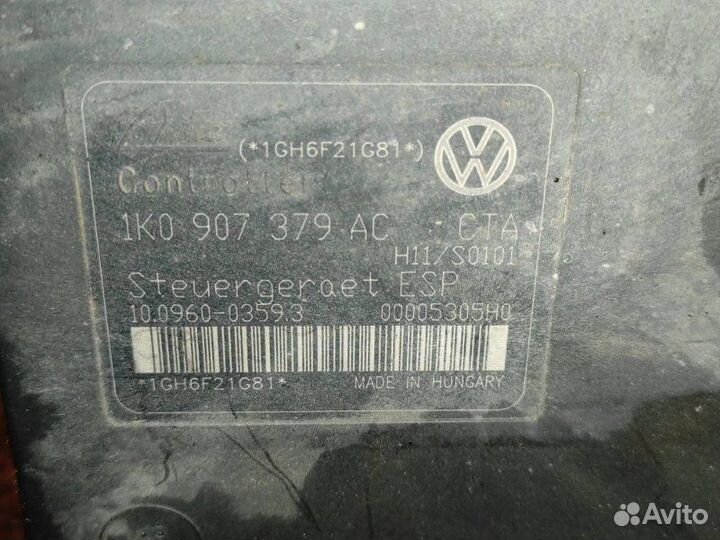 (*1GH6F21G81*)
Controller
1K0 907 379 AC CTA
H11/S0101
Steuergeraet ESP
10.0960-0359.3 00005305H0
*1GH6F21G81* MADE IN HUNGARY
Avito